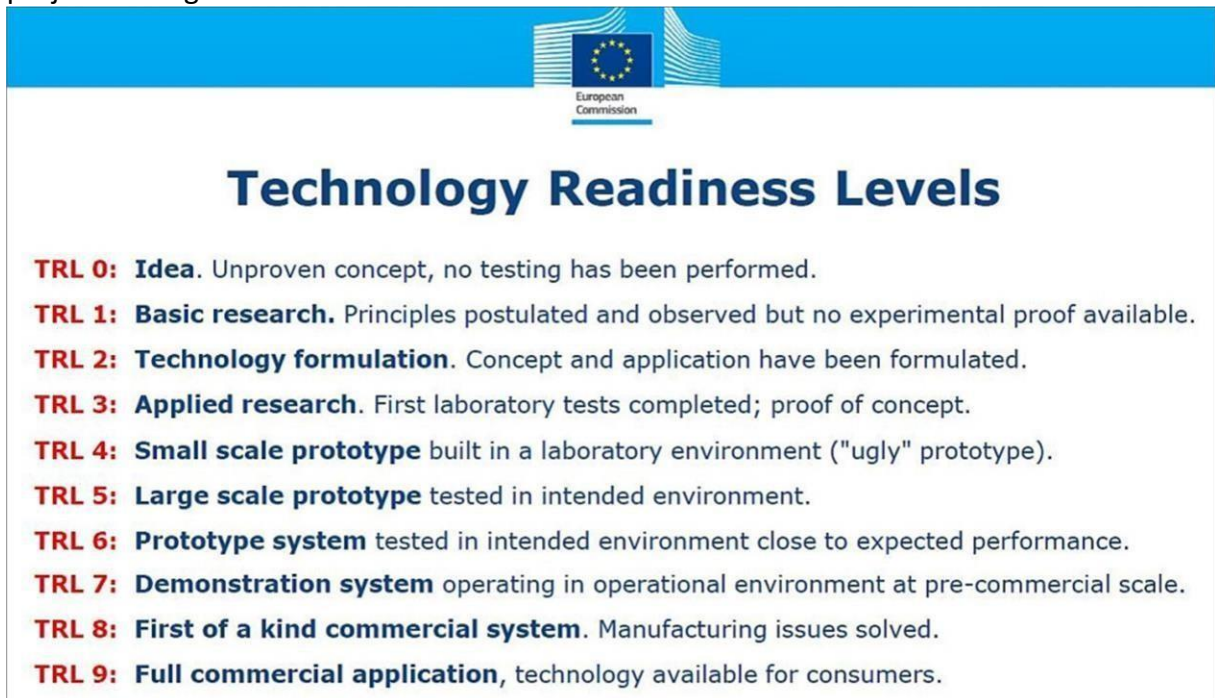 European
Commission
Technology Readiness Levels
TRL 0: Idea. Unproven concept, no testing has been performed.
TRL 1: Basic research. Principles postulated and observed but no experimental proof available.
TRL 2: Technology formulation. Concept and application have been formulated.
TRL 3: Applied research. First laboratory tests completed; proof of concept.
TRL 4: Small scale prototype built in a laboratory environment ("ugly" prototype).
TRL 5: Large scale prototype tested in intended environment.
TRL 6: Prototype system tested in intended environment close to expected performance.
TRL 7: Demonstration system operating in operational environment at pre-commercial scale.
TRL 8: First of a kind commercial system. Manufacturing issues solved.
TRL 9: Full commercial application, technology available for consumers.